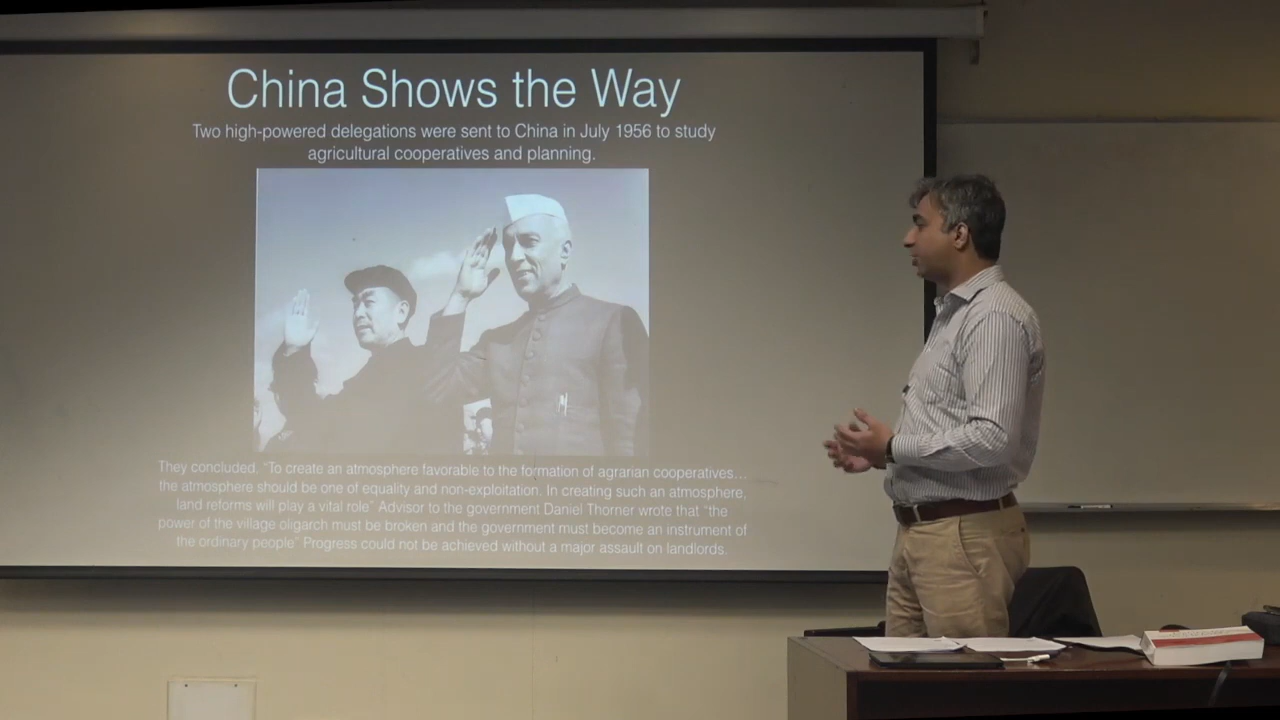 China Shows the Way
Two high-powered delegations were sent to China in July 1956 to study
agricultural cooperatives and planning.
They concluded, "To create an atmosphere favorable to the formation of agrarian cooperatives...
the atmosphere should be one of equality and non-exploitation. In creating such an atmosphere,
land reforms will play a vital role" Advisor to the government Daniel Thorner wrote that "the
power of the village oligarch must be broken and the government must become an instrument of
the ordinary people" Progress could not be achieved without a major assault on landlords.